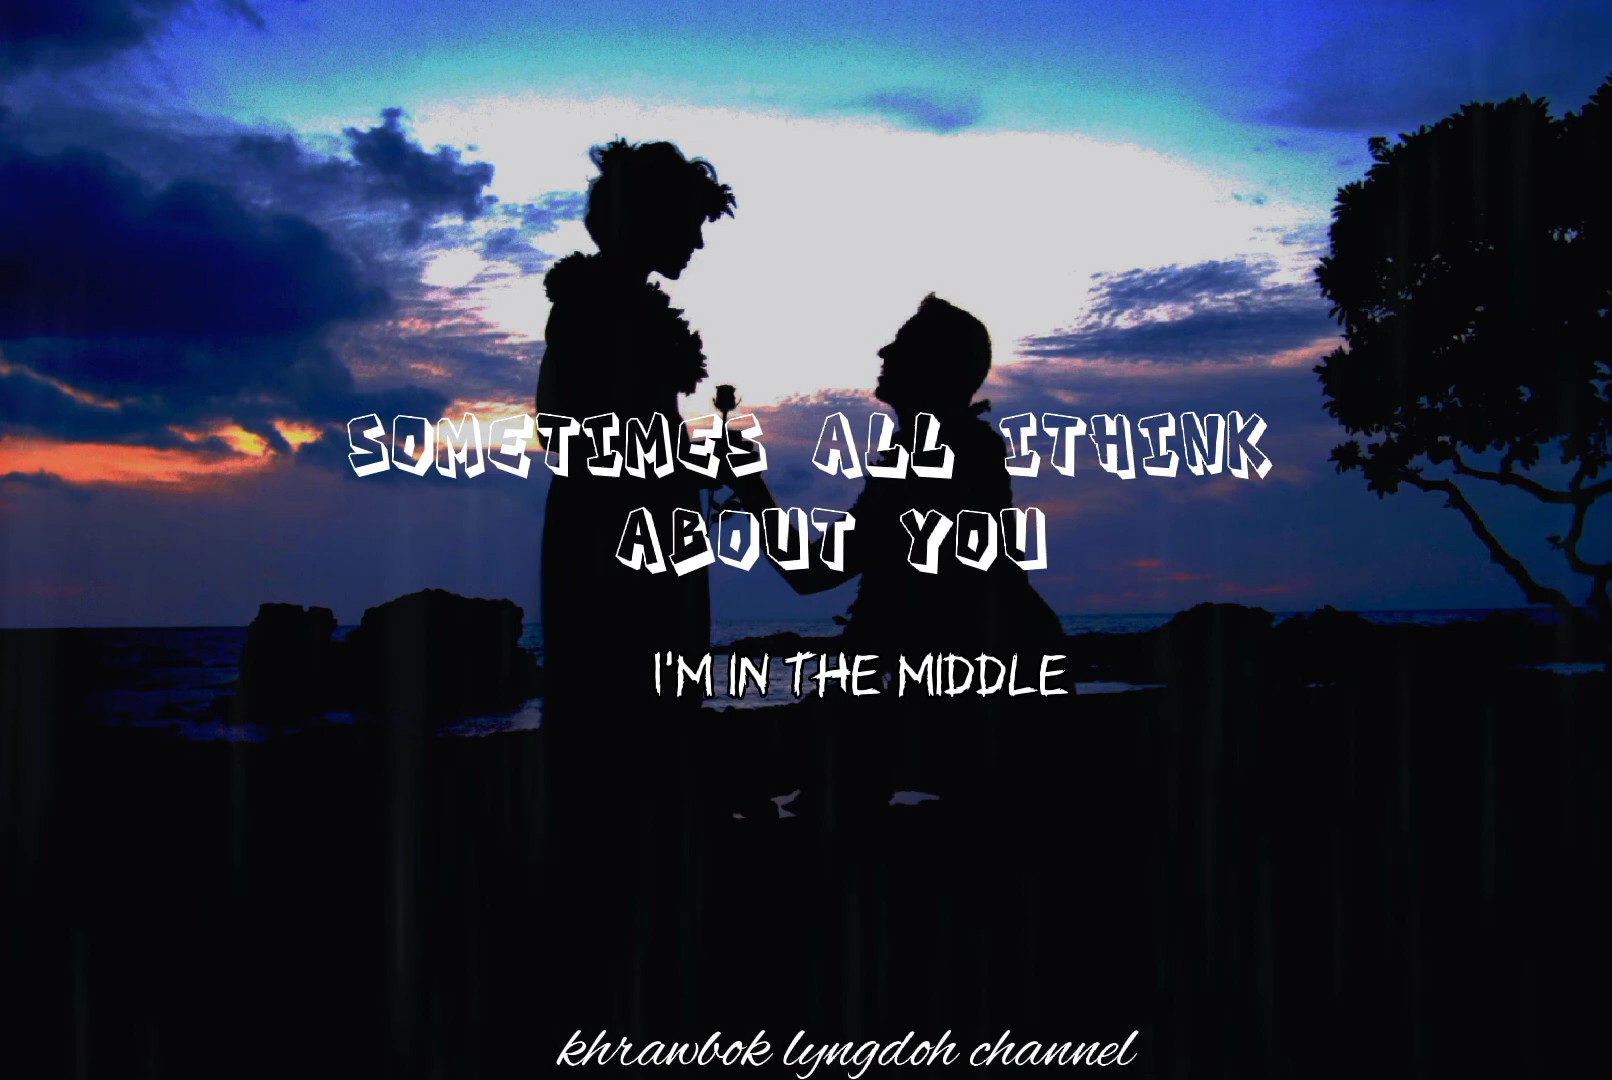 SOMETIMES ALL ITHINK
ABOUT YOU
I'M IN THE MIDDLE
khrawbok lyngdoh channel